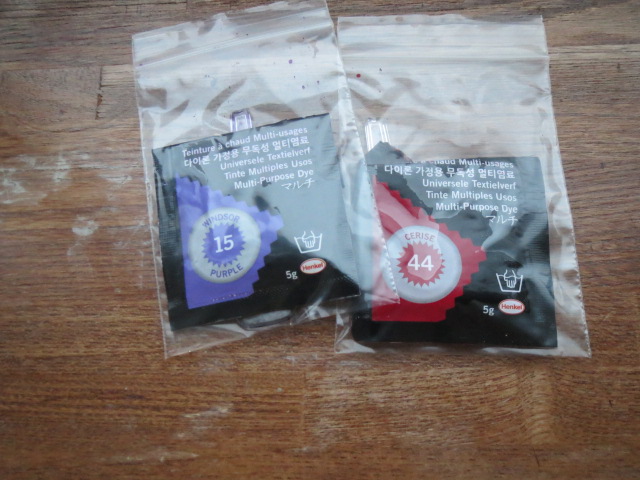 Teinture à chaud Multi-usages
다이론 가정용 무독성 멀티염료
Universele Textielverf
Tinte Multiples Usos
Multi-Purpose Dye
マルチ
WINDSOR
15
PURPLE
5g
Henkel
à chaud Multi-usages
다이론 가정용 무독성 멀티염료
Universele Textielverf
Tinte Multiples Usos
Multi-Purpose Dye
マルチ
CERISE
44
5g
Henkel